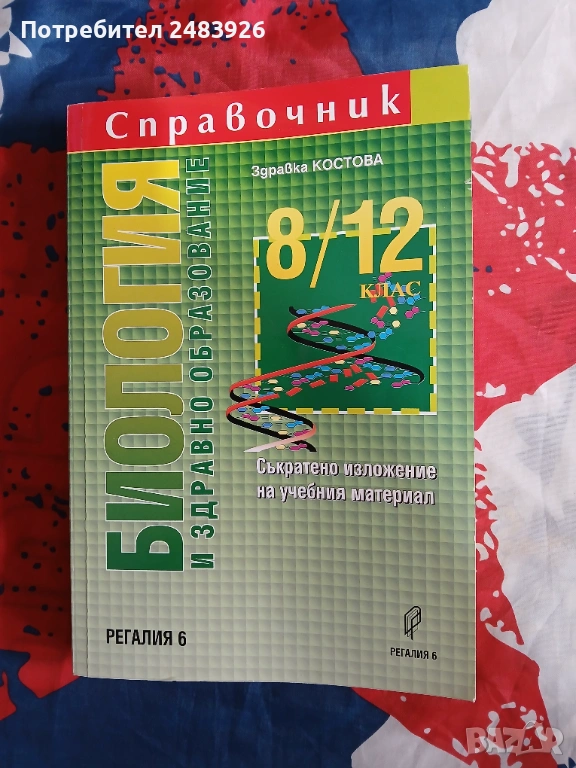 Потребител 2483926
Справочник
Здравка КОСТОВА
8/12
КЛАС
БИОЛОГИЯ
И ЗДРАВНО ОБРАЗОВАНИЕ
Съкратено изложение
на учебния материал
РЕГАЛИЯ 6
РЕГАЛИЯ 6
BAZAR